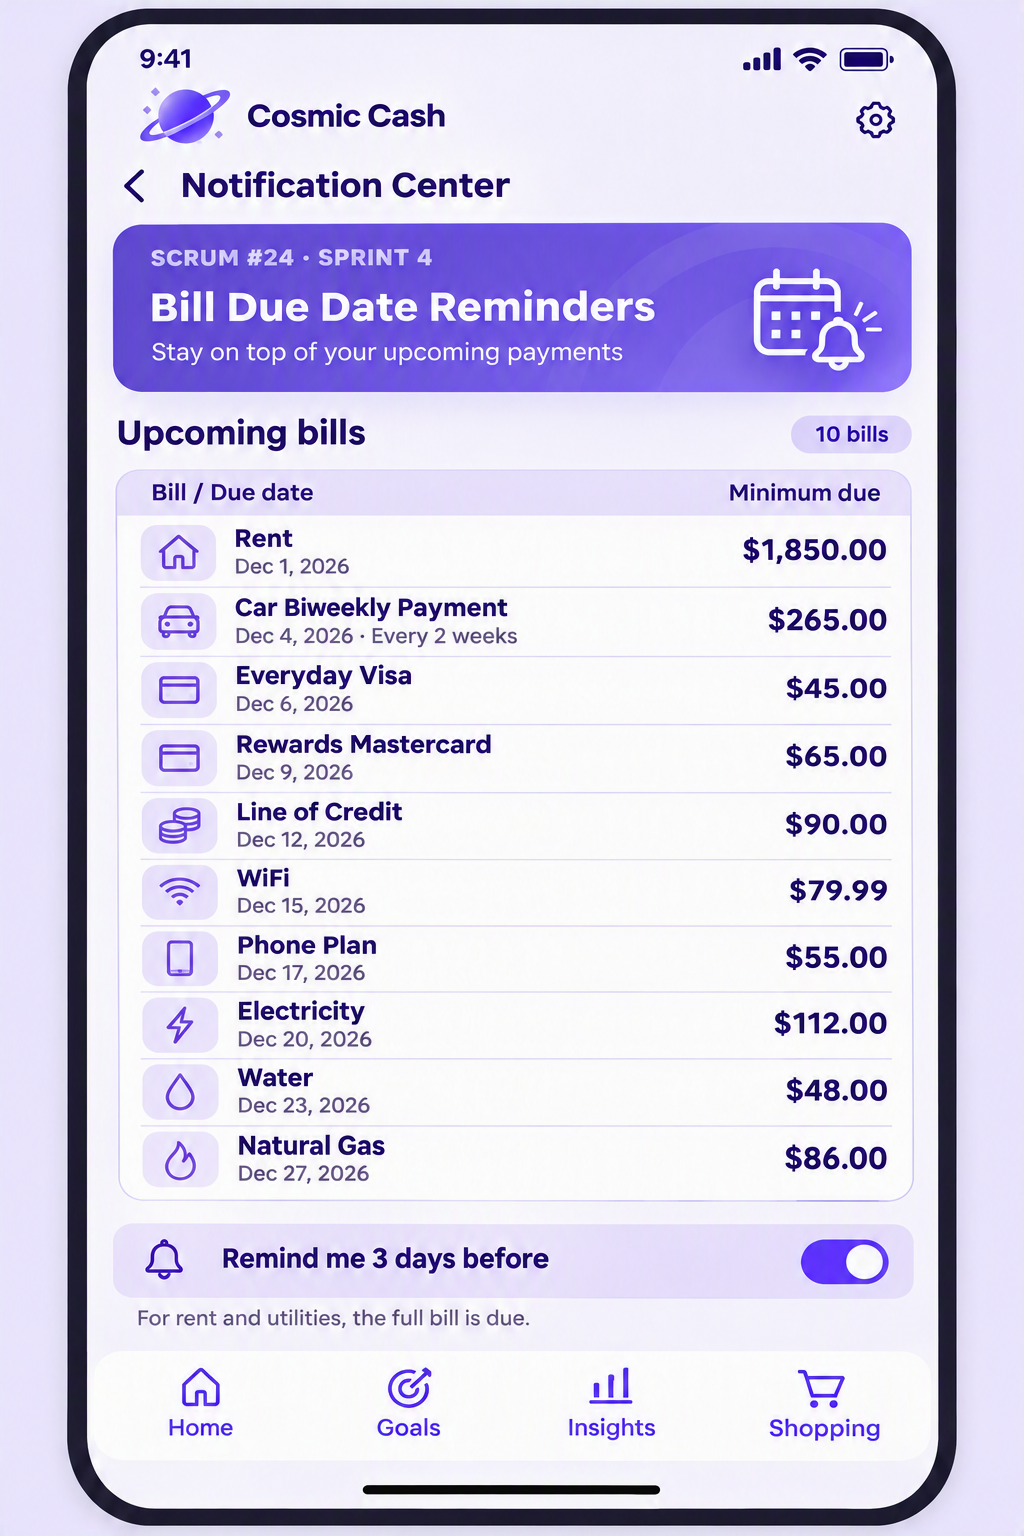 9:41
Cosmic Cash
Notification Center
SCRUM #24 · SPRINT 4
Bill Due Date Reminders
Stay on top of your upcoming payments
Upcoming bills
10 bills
Bill / Due date Minimum due
Rent
Dec 1, 2026
$1,850.00
Car Biweekly Payment
Dec 4, 2026 · Every 2 weeks
$265.00
Everyday Visa
Dec 6, 2026
$45.00
Rewards Mastercard
Dec 9, 2026
$65.00
Line of Credit
Dec 12, 2026
$90.00
WiFi
Dec 15, 2026
$79.99
Phone Plan
Dec 17, 2026
$55.00
Electricity
Dec 20, 2026
$112.00
Water
Dec 23, 2026
$48.00
Natural Gas
Dec 27, 2026
$86.00
Remind me 3 days before
For rent and utilities, the full bill is due.
Home Goals Insights Shopping